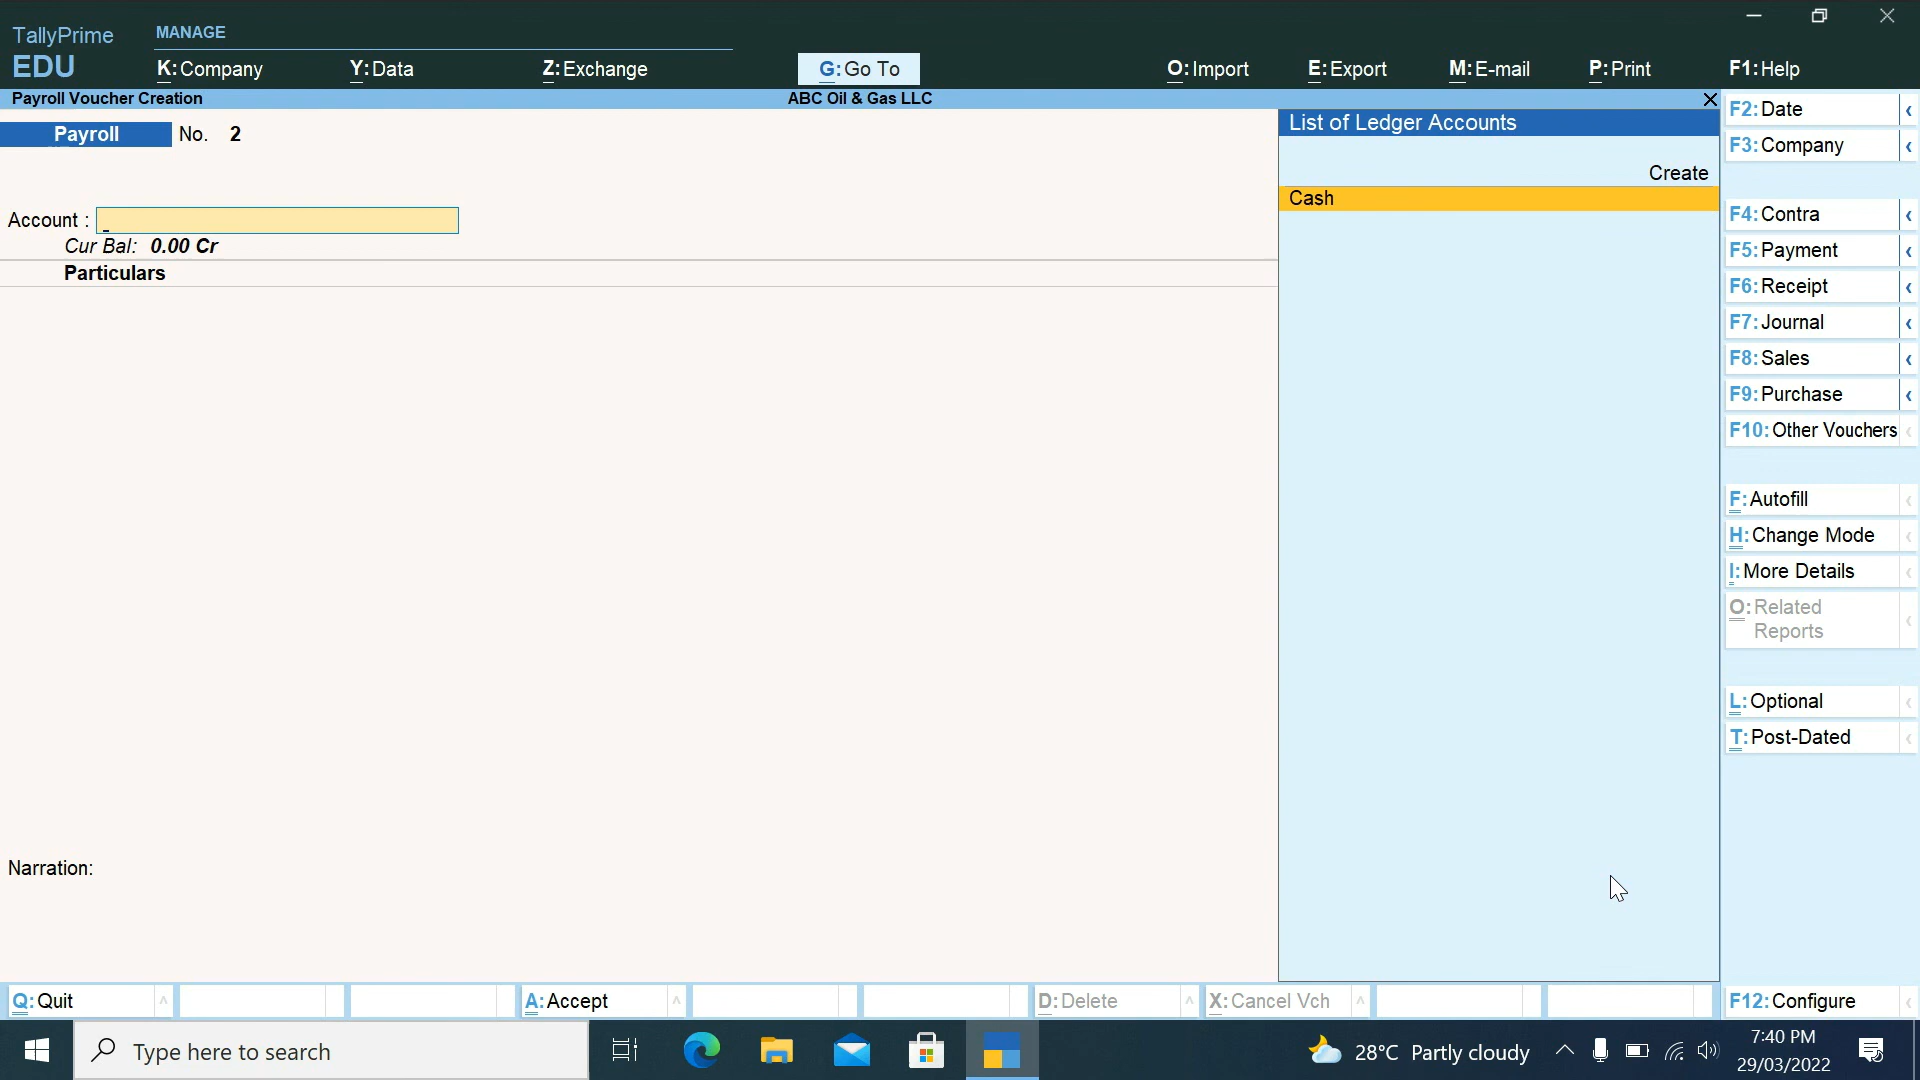 TallyPrime
EDU
MANAGE
K:Company
Y:Data
Z:Exchange
G:Go To
O:Import
E:Export
M:E-mail
P:Print
F1:Help
Payroll Voucher Creation
ABC Oil & Gas LLC
Payroll No. 2
Account :
Cur Bal: 0.00 Cr
Particulars
Narration:
List of Ledger Accounts
Create
Cash
F2:Date
F3:Company
F4:Contra
F5:Payment
F6:Receipt
F7:Journal
F8:Sales
F9:Purchase
F10:Other Vouchers
F:Autofill
H:Change Mode
I:More Details
O:Related
Reports
L:Optional
T:Post-Dated
Q:Quit
A:Accept
D:Delete
X:Cancel Vch
F12:Configure
Type here to search
28°C Partly cloudy
7:40 PM
29/03/2022